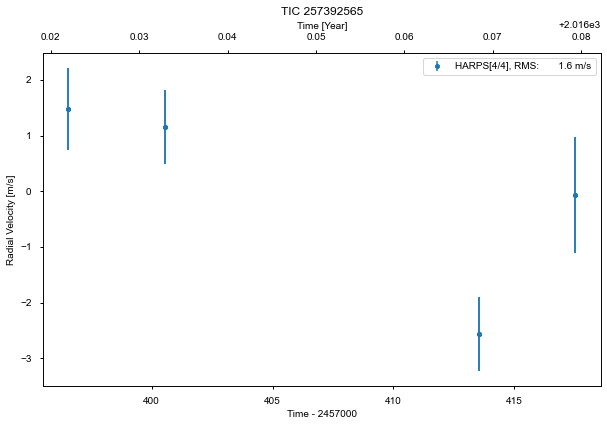 TIC 257392565
Time [Year]
+2.016e3
0.02 0.03 0.04 0.05 0.06 0.07 0.08
HARPS[4/4], RMS: 1.6 m/s
2
1
0
−1
−2
−3
Radial Velocity [m/s]
400 405 410 415
Time - 2457000